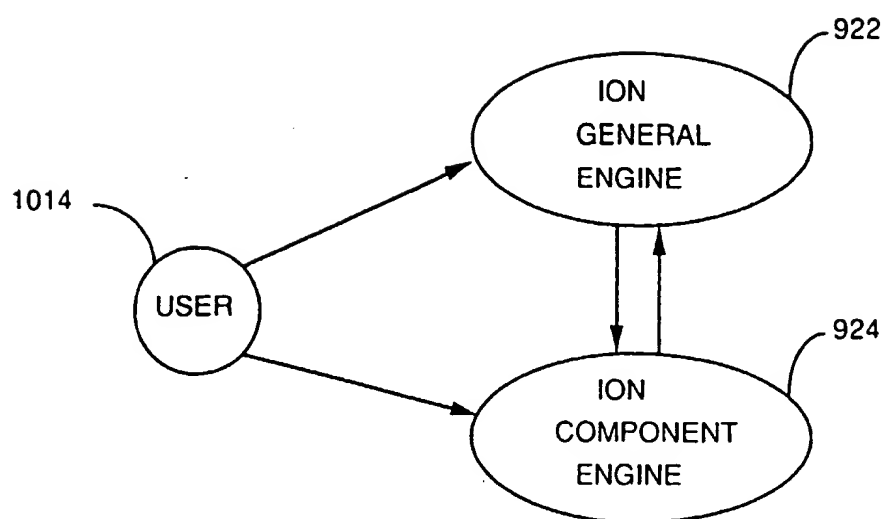 922
ION
GENERAL
ENGINE
1014
USER
924
ION
COMPONENT
ENGINE